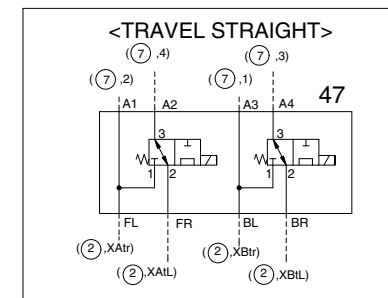 <TRAVEL STRAIGHT>
(7 ,4) (7 ,3)
(7 ,2) (7 ,1)
A1 A2 A3 A4 47
3 3
1 2 1 2
FL FR BL BR
(2 ,XAtr) (2 ,XBtr)
(2 ,XAtL) (2 ,XBtL)